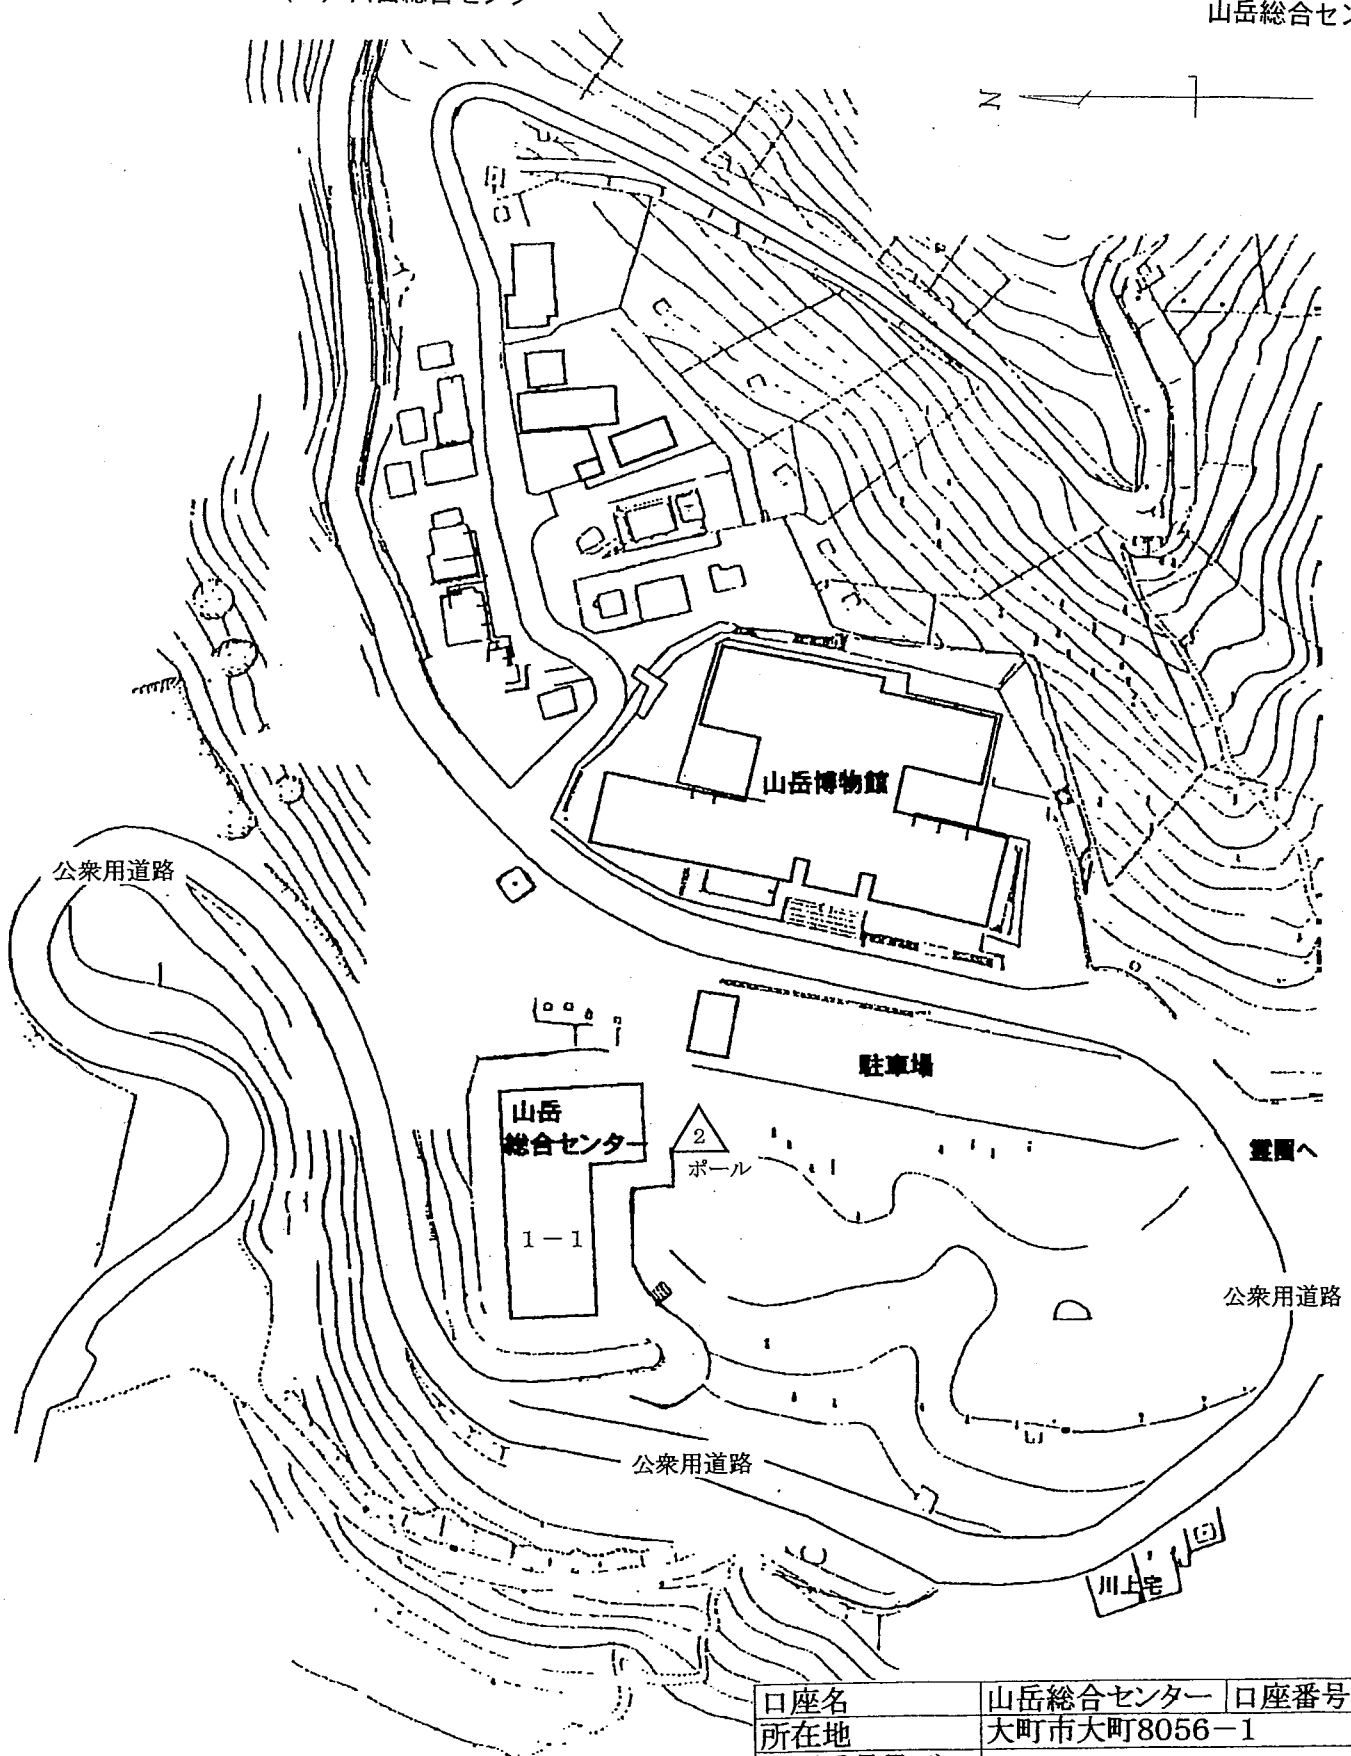 山岳総合セン
N
山岳博物館
公衆用道路
駐車場
山岳
総合センター
2
ポール
霊園へ
1－1
公衆用道路
公衆用道路
川上宅
口座名 山岳総合センター 口座番号
所在地 大町市大町8056－1